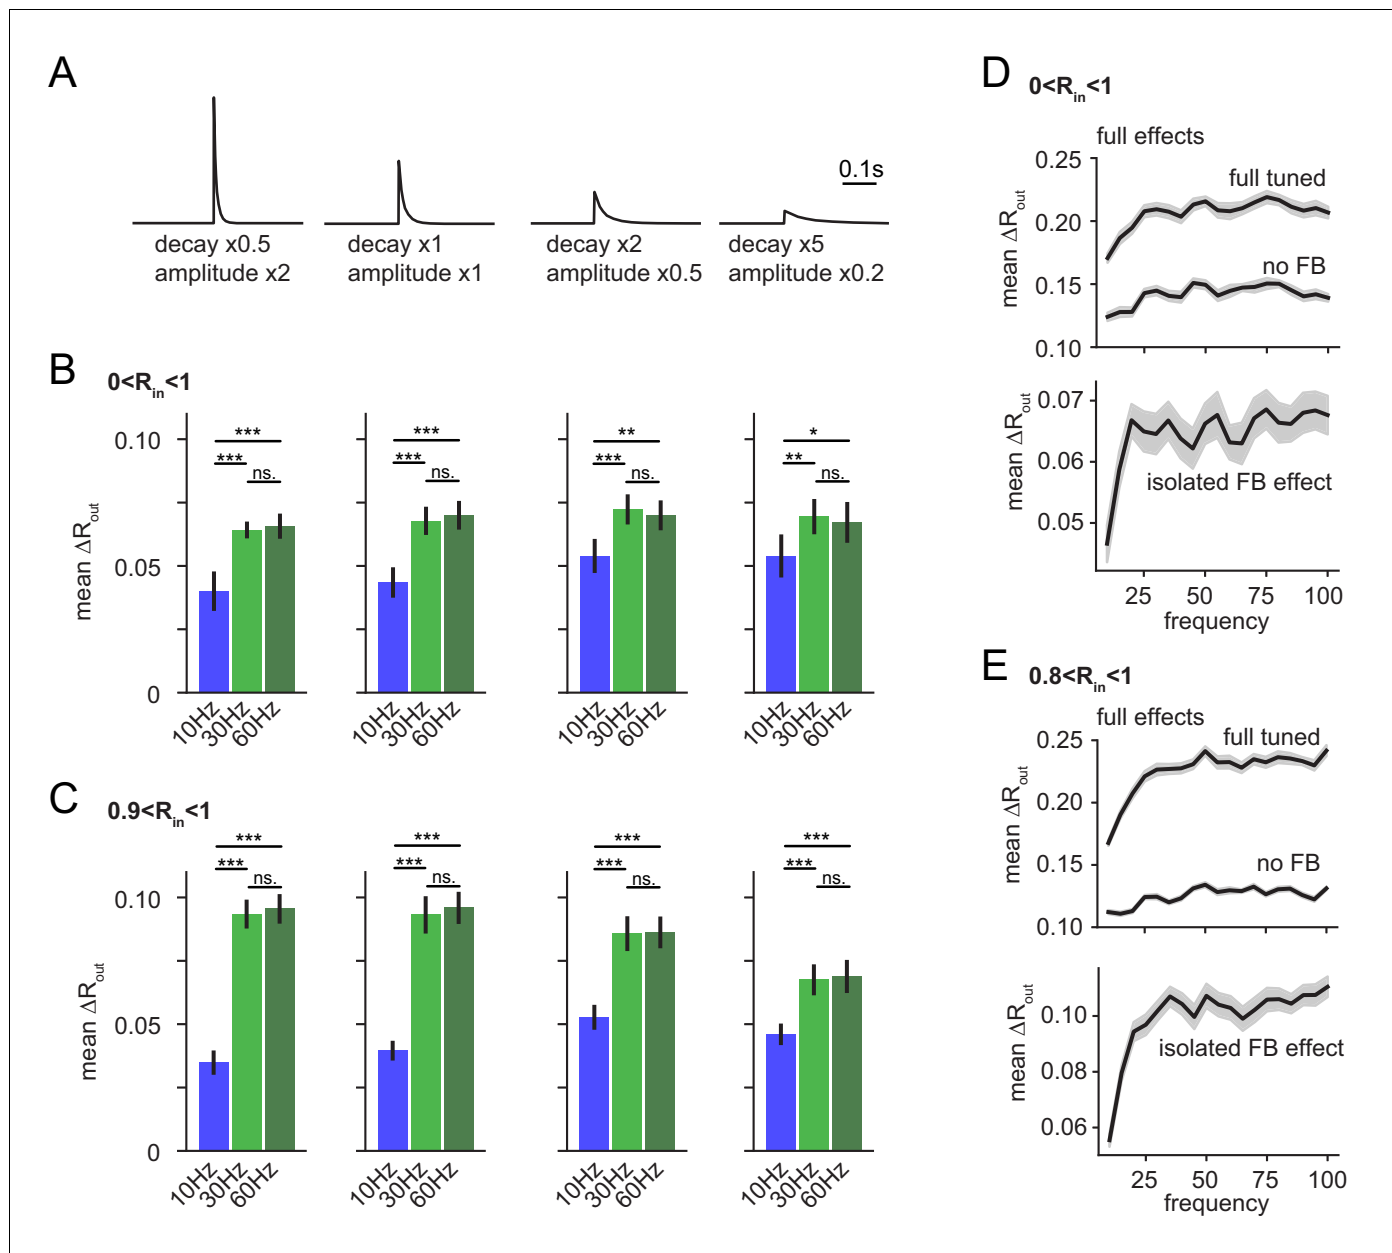 A
0.1s
decay x0.5
amplitude x2
decay x1
amplitude x1
decay x2
amplitude x0.5
decay x5
amplitude x0.2
B
0<R_in<1
mean ΔR_out
0.10
0.05
0
***
***
ns.
10Hz
30Hz
60Hz
***
***
ns.
10Hz
30Hz
60Hz
**
***
ns.
10Hz
30Hz
60Hz
*
**
ns.
10Hz
30Hz
60Hz
C
0.9<R_in<1
mean ΔR_out
0.10
0.05
0
***
***
ns.
10Hz
30Hz
60Hz
***
***
ns.
10Hz
30Hz
60Hz
***
***
ns.
10Hz
30Hz
60Hz
***
***
ns.
10Hz
30Hz
60Hz
D
0<R_in<1
full effects
mean ΔR_out
0.25
0.20
0.15
0.10
full tuned
no FB
mean ΔR_out
0.07
0.06
0.05
isolated FB effect
25 50 75 100
frequency
E
0.8<R_in<1
full effects
mean ΔR_out
0.25
0.20
0.15
0.10
full tuned
no FB
mean ΔR_out
0.10
0.08
0.06
isolated FB effect
25 50 75 100
frequency